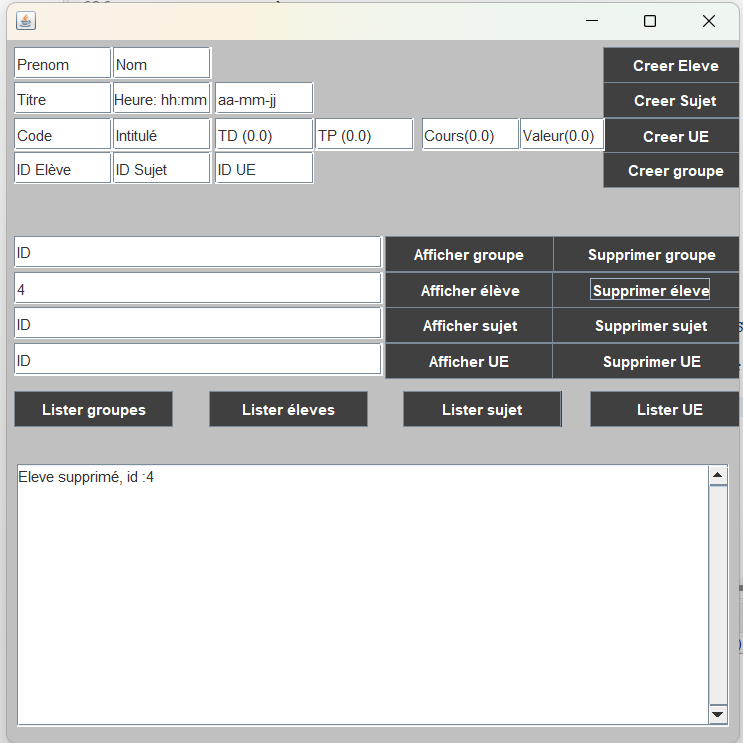 Prenom Nom Creer Eleve
Titre Heure: hh:mm aa-mm-jj Creer Sujet
Code Intitulé TD (0.0) TP (0.0) Cours(0.0) Valeur(0.0) Creer UE
ID Elève ID Sujet ID UE Creer groupe
ID Afficher groupe Supprimer groupe
4 Afficher élève Supprimer éleve
ID Afficher sujet Supprimer sujet
ID Afficher UE Supprimer UE
Lister groupes Lister éleves Lister sujet Lister UE
Eleve supprimé, id :4